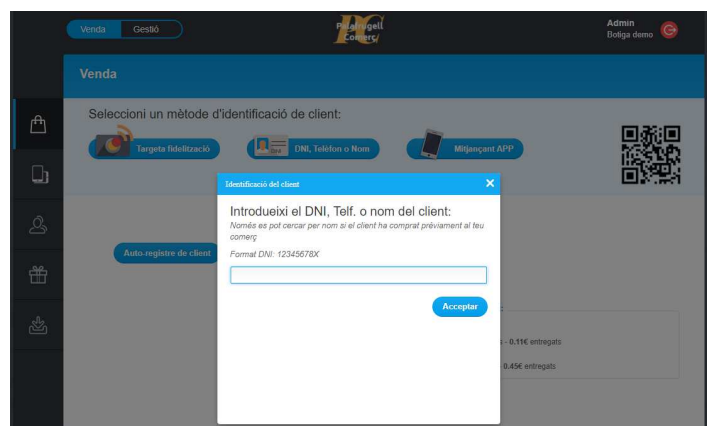 Venda Gestió
Palafrugell
Comerç
Admin
Botiga demo
Venda
Seleccioni un mètode d'identificació de client:
Targeta fidelització
DNI, Telèfon o Nom
Mitjançant APP
Identificació del client
Introdueixi el DNI, Telf. o nom del client:
Només es pot cercar per nom si el client ha comprat prèviament al teu
comerç
Format DNI: 12345678X
Auto-registre de client
Acceptar
s - 0.11€ entregats
- 0.45€ entregats